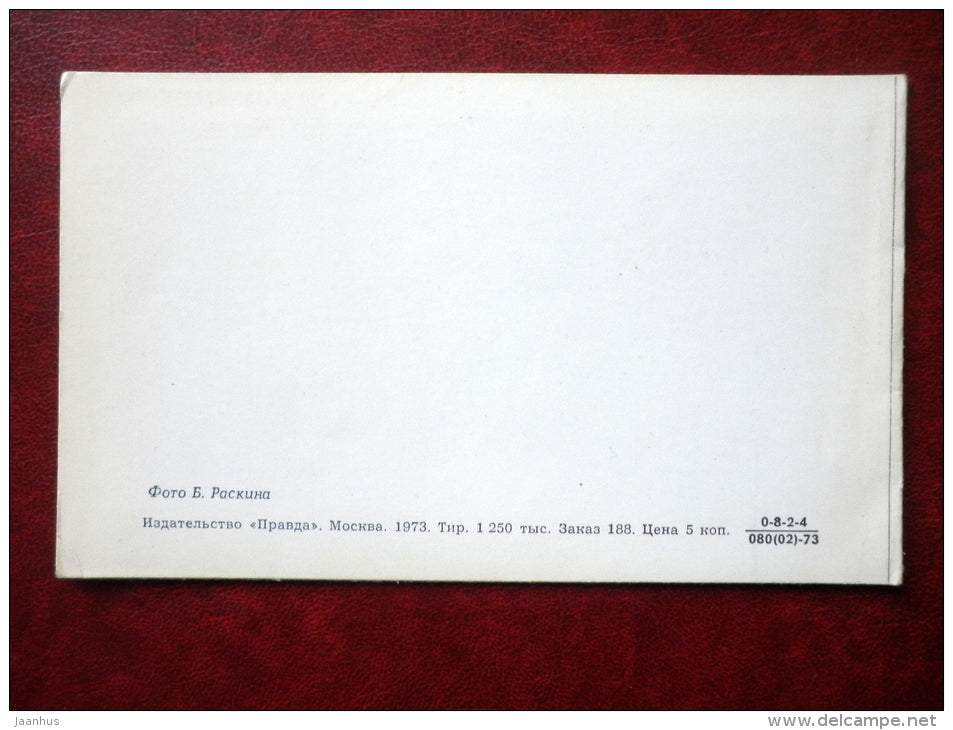 Фото Б. Раскина
Издательство «Правда». Москва. 1973. Тир. 1 250 тыс. Заказ 188. Цена 5 коп.
0-8-2-4
080(02)-73
jaanhus
www.delcampe.net